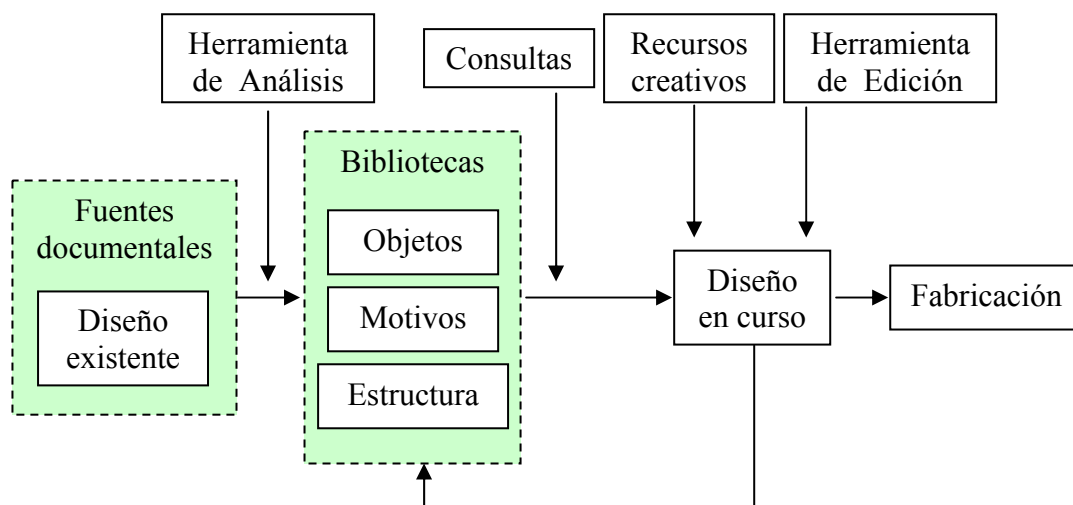 Herramienta
de Análisis
Consultas
Recursos
creativos
Herramienta
de Edición
Fuentes
documentales
Diseño
existente
Bibliotecas
Objetos
Motivos
Estructura
Diseño
en curso
Fabricación